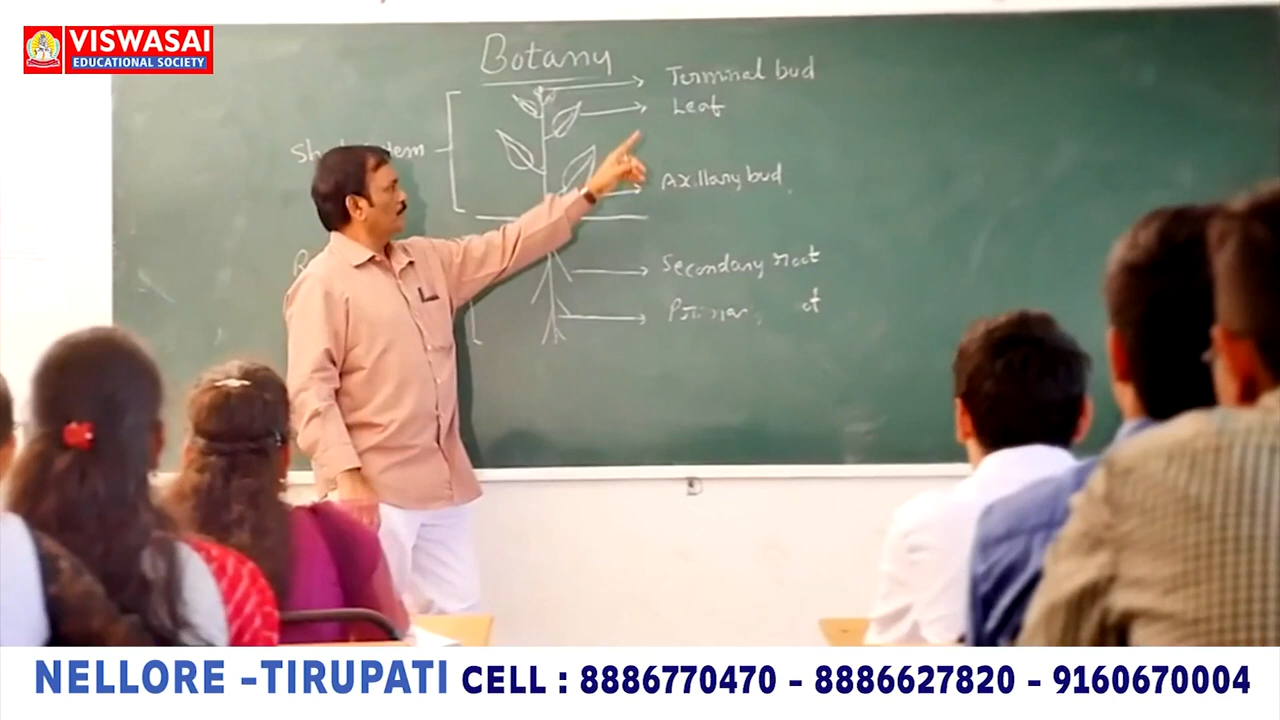 VISWASAI
EDUCATIONAL SOCIETY
Botany
Terminal bud
Leaf
Axillary bud
Secondary root
NELLORE -TIRUPATI CELL : 8886770470 - 8886627820 - 9160670004